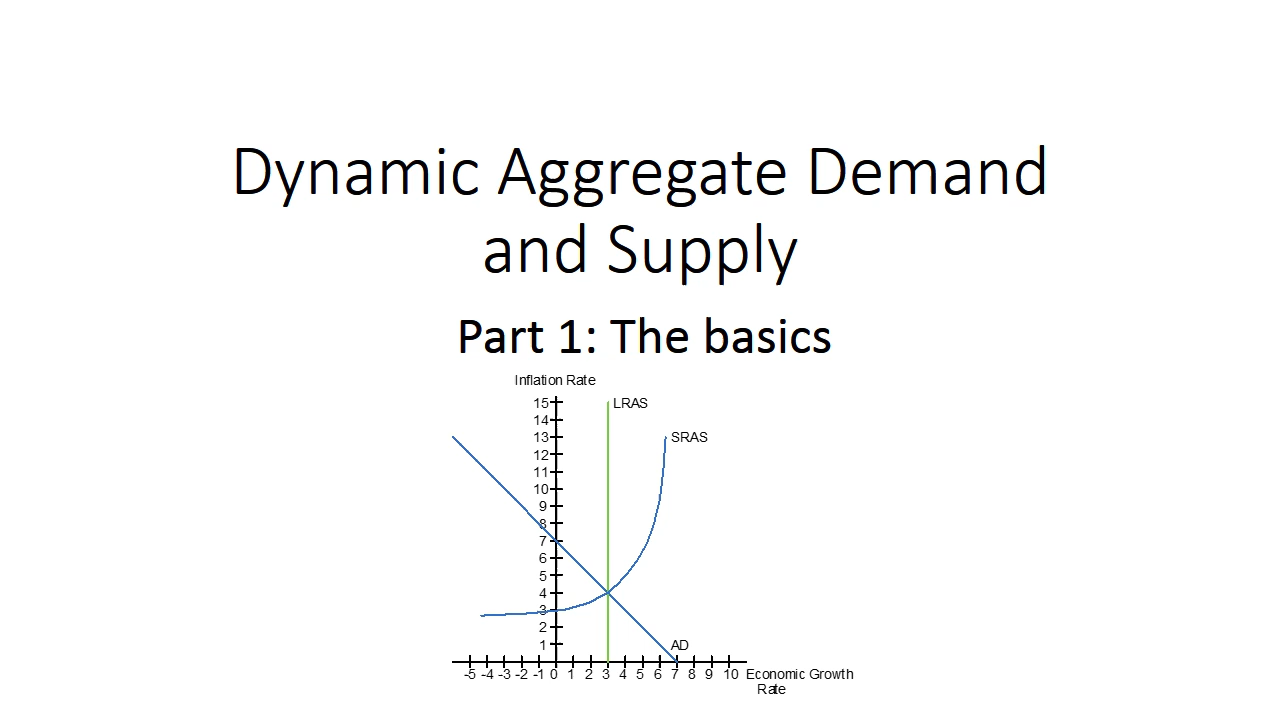 Dynamic Aggregate Demand
and Supply
Part 1: The basics
Inflation Rate
15
LRAS
14
13
SRAS
12
11
10
9
8
7
6
5
4
3
2
1
AD
-5 -4 -3 -2 -1 0 1 2 3 4 5 6 7 8 9 10 Economic Growth
Rate